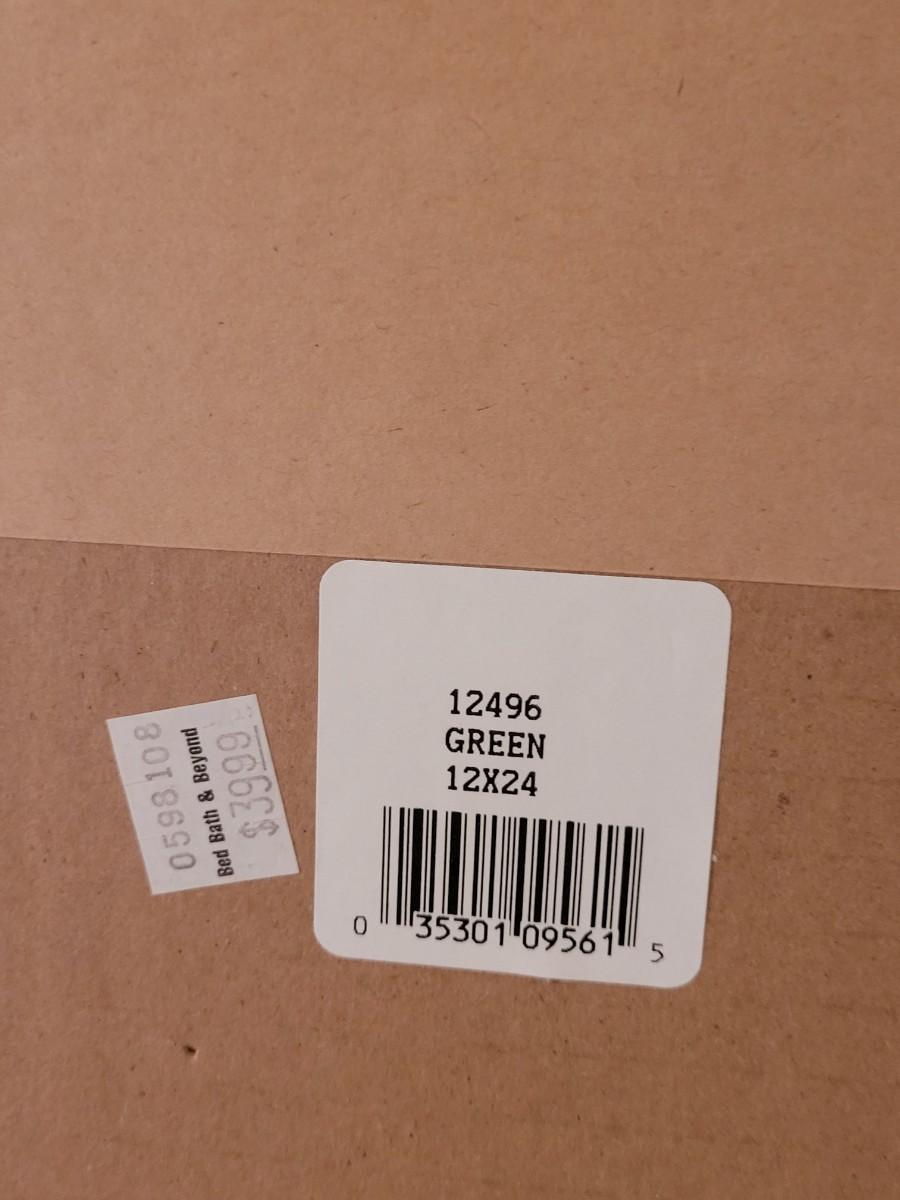 12496
GREEN
12X24
0 35301 09561 5
0598108
Bed Bath & Beyond
$3999